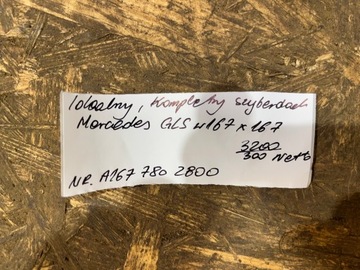 Idealny, kompletny szyberdach
Mercedes GLS W167 X167
3200
300 Netto
NR. A167 780 2800